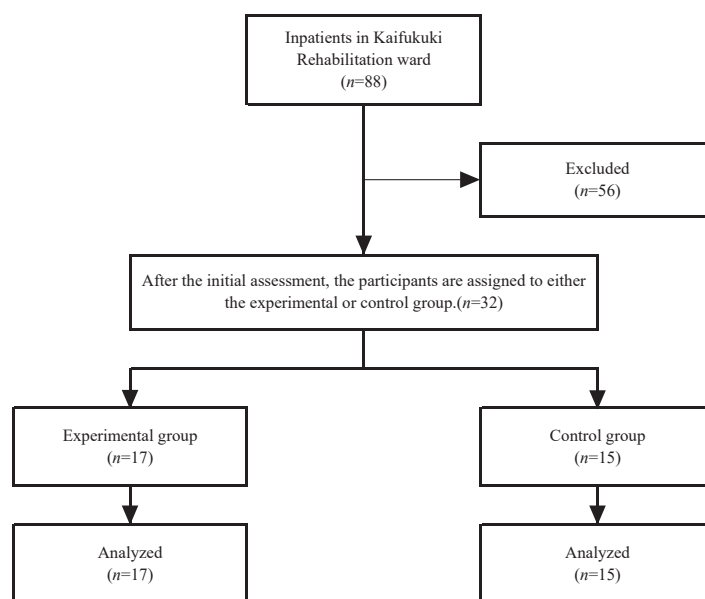 Inpatients in Kaifukuki
Rehabilitation ward
(n=88)
Excluded
(n=56)
After the initial assessment, the participants are assigned to either
the experimental or control group.(n=32)
Experimental group
(n=17)
Control group
(n=15)
Analyzed
(n=17)
Analyzed
(n=15)